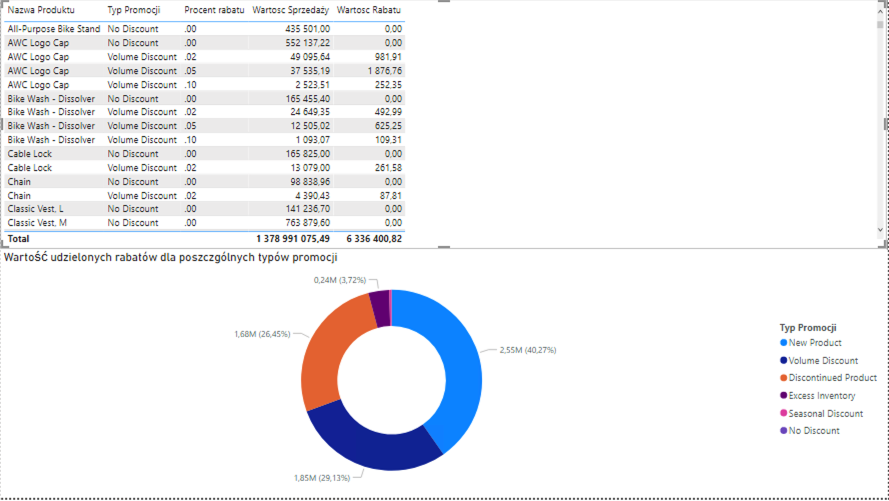 Nazwa Produktu Typ Promocji Procent rabatu Wartosc Sprzedaży Wartosc Rabatu
All-Purpose Bike Stand No Discount .00 435 501,00 0,00
AWC Logo Cap No Discount .00 552 137,22 0,00
AWC Logo Cap Volume Discount .02 49 095,64 981,91
AWC Logo Cap Volume Discount .05 37 535,19 1 876,76
AWC Logo Cap Volume Discount .10 2 523,51 252,35
Bike Wash - Dissolver No Discount .00 165 455,40 0,00
Bike Wash - Dissolver Volume Discount .02 24 649,35 492,99
Bike Wash - Dissolver Volume Discount .05 12 505,02 625,25
Bike Wash - Dissolver Volume Discount .10 1 093,07 109,31
Cable Lock No Discount .00 165 825,00 0,00
Cable Lock Volume Discount .02 13 079,00 261,58
Chain No Discount .00 98 838,96 0,00
Chain Volume Discount .02 4 390,43 87,81
Classic Vest, L No Discount .00 141 236,70 0,00
Classic Vest, M No Discount .00 763 879,60 0,00
Total 1 378 991 075,49 6 336 400,82
Wartość udzielonych rabatów dla poszczgólnych typów promocji
0,24M (3,72%)
1,68M (26,45%)
2,55M (40,27%)
1,85M (29,13%)
Typ Promocji
New Product
Volume Discount
Discontinued Product
Excess Inventory
Seasonal Discount
No Discount